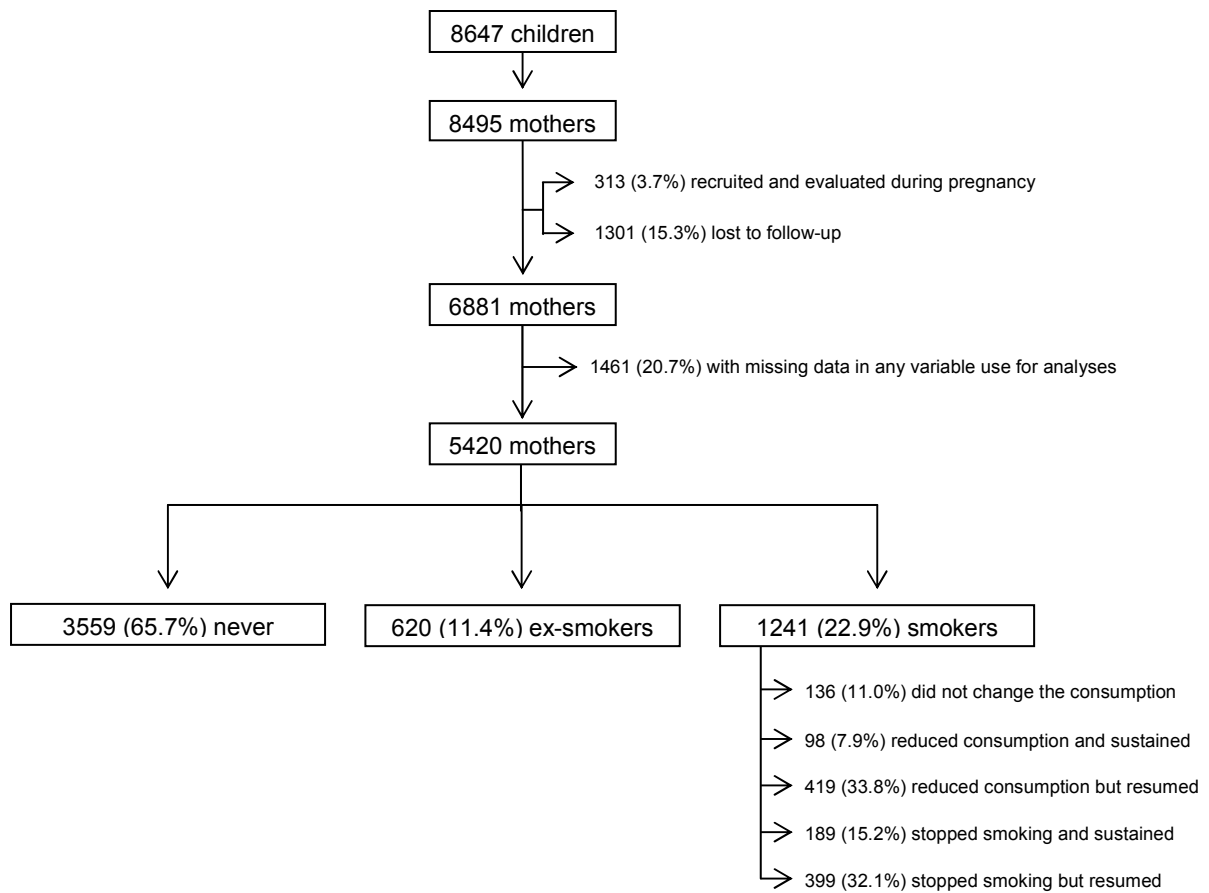 8647 children
8495 mothers
313 (3.7%) recruited and evaluated during pregnancy
1301 (15.3%) lost to follow-up
6881 mothers
1461 (20.7%) with missing data in any variable use for analyses
5420 mothers
3559 (65.7%) never
620 (11.4%) ex-smokers
1241 (22.9%) smokers
136 (11.0%) did not change the consumption
98 (7.9%) reduced consumption and sustained
419 (33.8%) reduced consumption but resumed
189 (15.2%) stopped smoking and sustained
399 (32.1%) stopped smoking but resumed